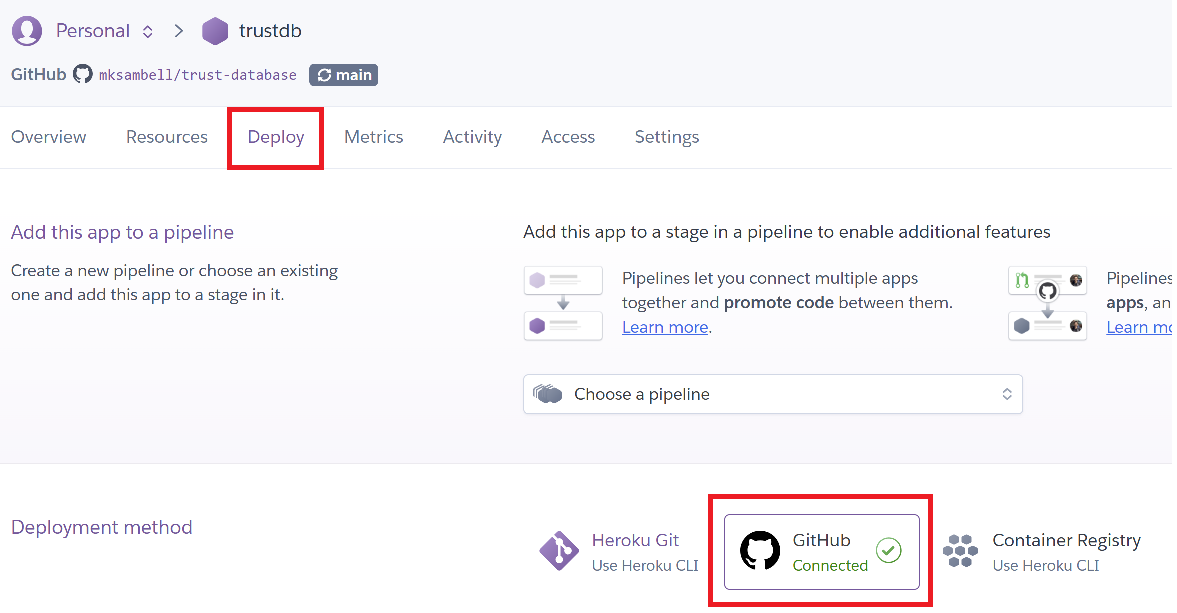 Personal trustdb
GitHub mksambell/trust-database main
Overview Resources Deploy Metrics Activity Access Settings
Add this app to a pipeline
Create a new pipeline or choose an existing
one and add this app to a stage in it.
Add this app to a stage in a pipeline to enable additional features
Pipelines let you connect multiple apps
together and promote code between them.
Learn more.
Pipelines
apps, an
Learn mo
Choose a pipeline
Deployment method
Heroku Git
Use Heroku CLI
GitHub
Connected
Container Registry
Use Heroku CLI